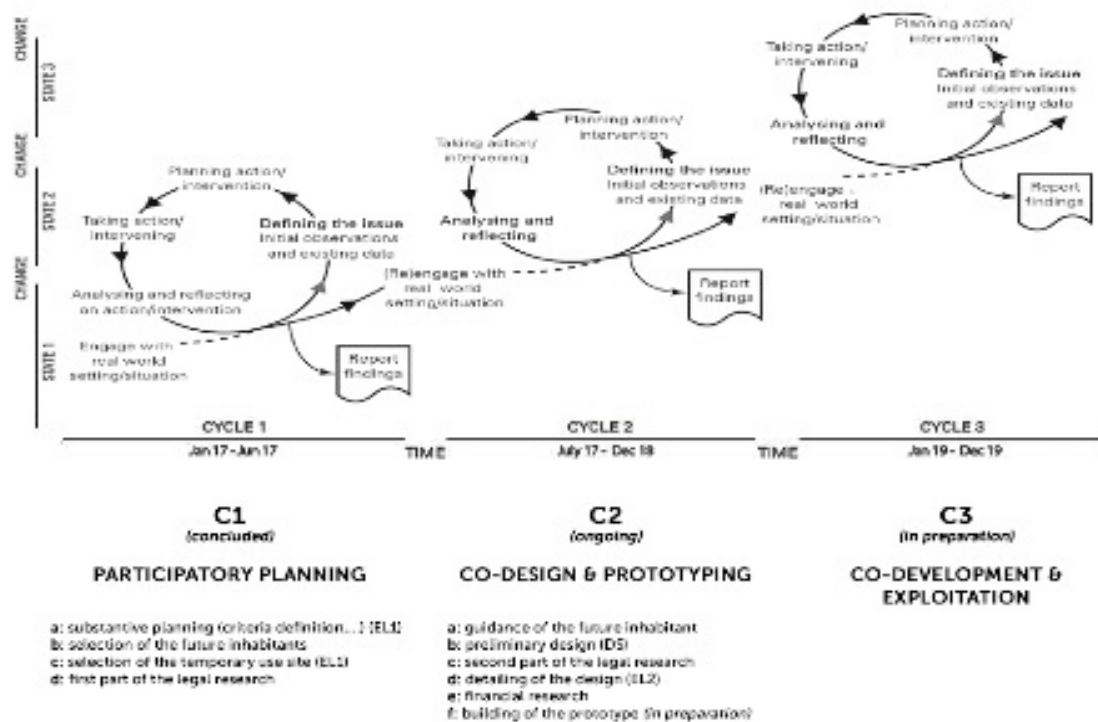 CHANGE
STATE 3
CHANGE
STATE 2
CHANGE
STATE 1
Planning action/
intervention
Taking action/
intervening
Defining the issue
Initial observations
and existing data
Analysing and
reflecting
(Re)engage
real world
setting/situation
Report
findings
Planning action/
intervention
Taking action/
intervening
Defining the issue
Initial observations
and existing data
Analysing and
reflecting
(Re)engage with
real world
setting/situation
Report
findings
Planning action/
intervention
Taking action/
intervening
Defining the issue
Initial observations
and existing data
Analysing and reflecting
on action/intervention
Engage with
real world
setting/situation
Report
findings
CYCLE 1
Jan 17 - Jun 17
TIME
CYCLE 2
July 17 - Dec 18
TIME
CYCLE 3
Jan 19 - Dec 19
C1
(concluded)
PARTICIPATORY PLANNING
a: substantive planning (criteria definition...) (EL1)
b: selection of the future inhabitants
c: selection of the temporary use site (EL1)
d: first part of the legal research
C2
(ongoing)
CO-DESIGN & PROTOTYPING
a: guidance of the future inhabitant
b: preliminary design (DS)
c: second part of the legal research
d: detailing of the design (EL2)
e: financial research
f: building of the prototype (in preparation)
C3
(in preparation)
CO-DEVELOPMENT &
EXPLOITATION